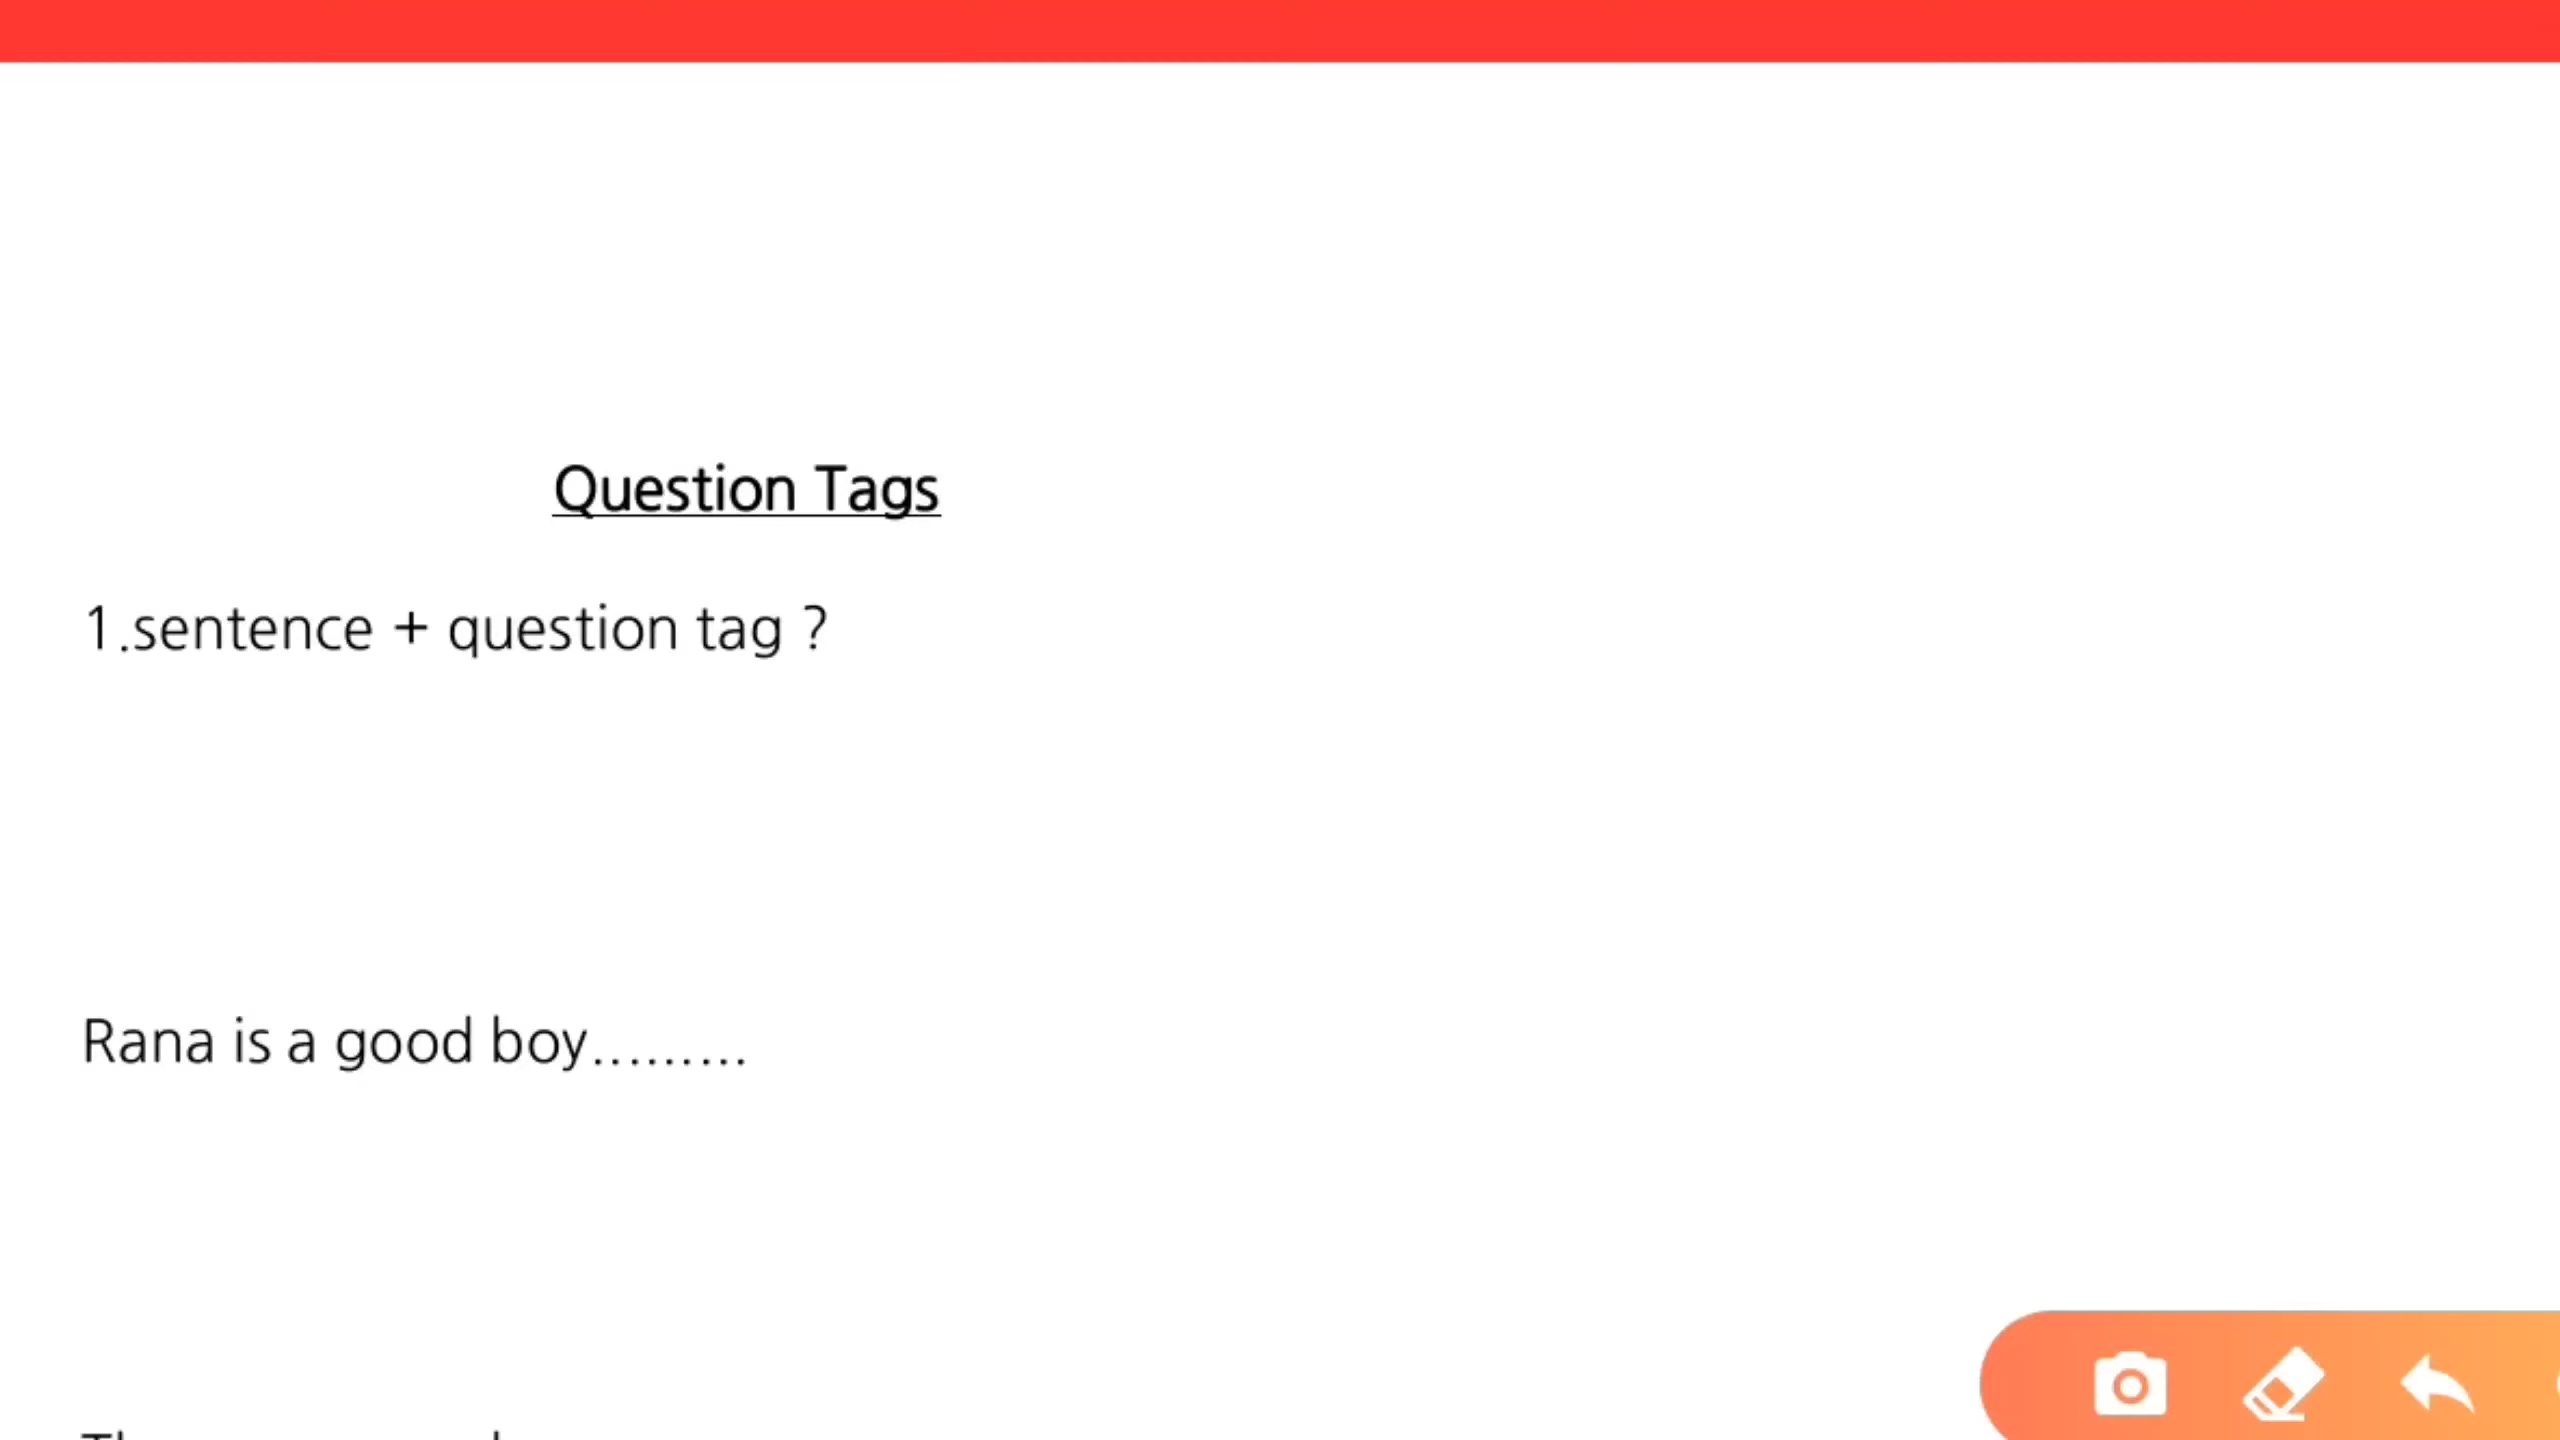 Question Tags
1.sentence + question tag ?
Rana is a good boy.........